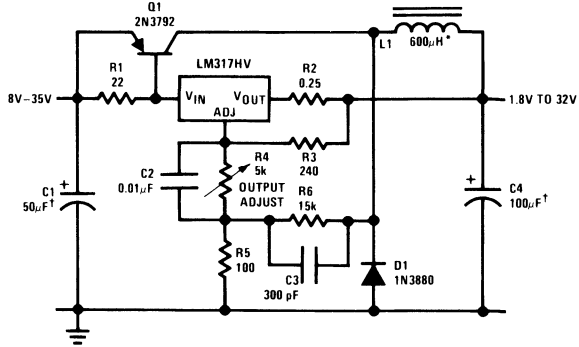 Q1
2N3792
L1
600μH*
LM317HV
R1
22
R2
0.25
8V–35V
VIN
VOUT
ADJ
1.8V TO 32V
R4
5k
R3
240
C2
0.01μF
OUTPUT
ADJUST
R6
15k
C1
50μF†
C4
100μF†
R5
100
C3
300 pF
D1
1N3880
+
+